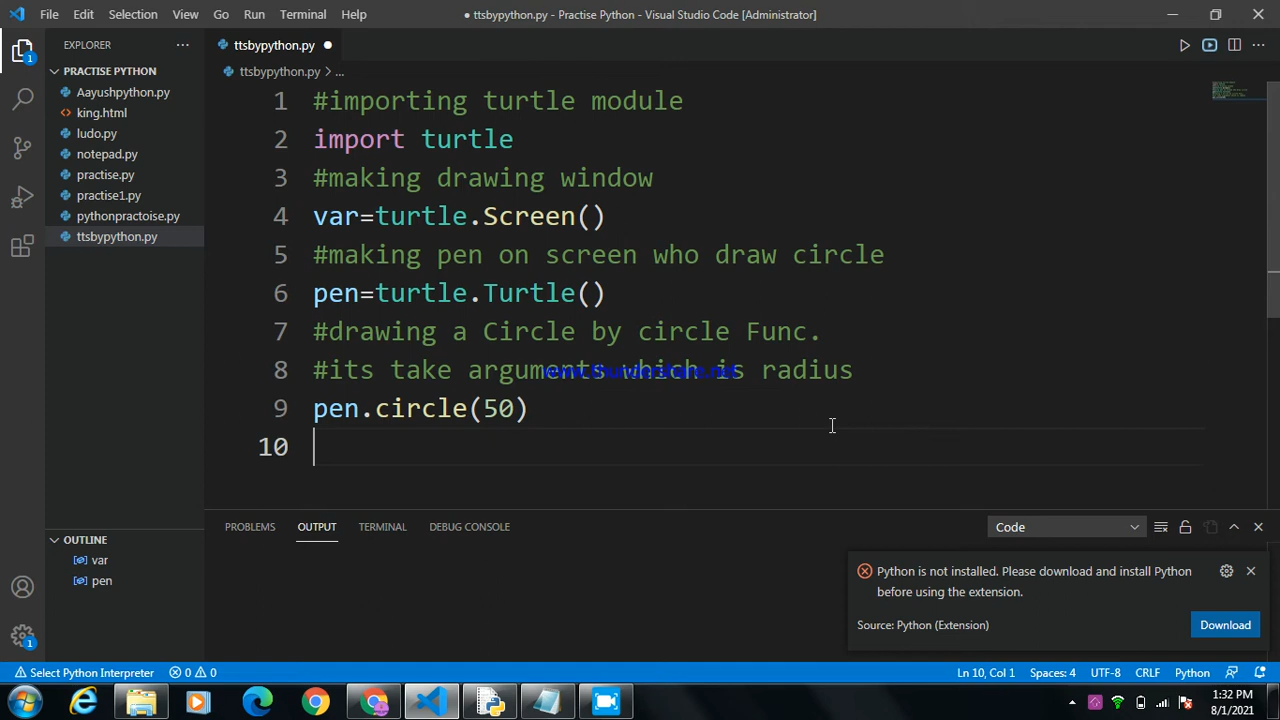 File Edit Selection View Go Run Terminal Help
● ttsbypython.py - Practise Python - Visual Studio Code [Administrator]
EXPLORER
PRACTISE PYTHON
Aayushpython.py
king.html
ludo.py
notepad.py
practise.py
practise1.py
pythonpractoise.py
ttsbypython.py
OUTLINE
var
pen
1
1
ttsbypython.py
ttsbypython.py > ...
1 #importing turtle module
2 import turtle
3 #making drawing window
4 var=turtle.Screen()
5 #making pen on screen who draw circle
6 pen=turtle.Turtle()
7 #drawing a Circle by circle Func.
8 #its take arguments which is radius
www.thundershare.net
9 pen.circle(50)
10
PROBLEMS OUTPUT TERMINAL DEBUG CONSOLE
Code
Python is not installed. Please download and install Python
before using the extension.
Source: Python (Extension)
Download
Select Python Interpreter 0 0
Ln 10, Col 1 Spaces: 4 UTF-8 CRLF Python
1:32 PM
8/1/2021